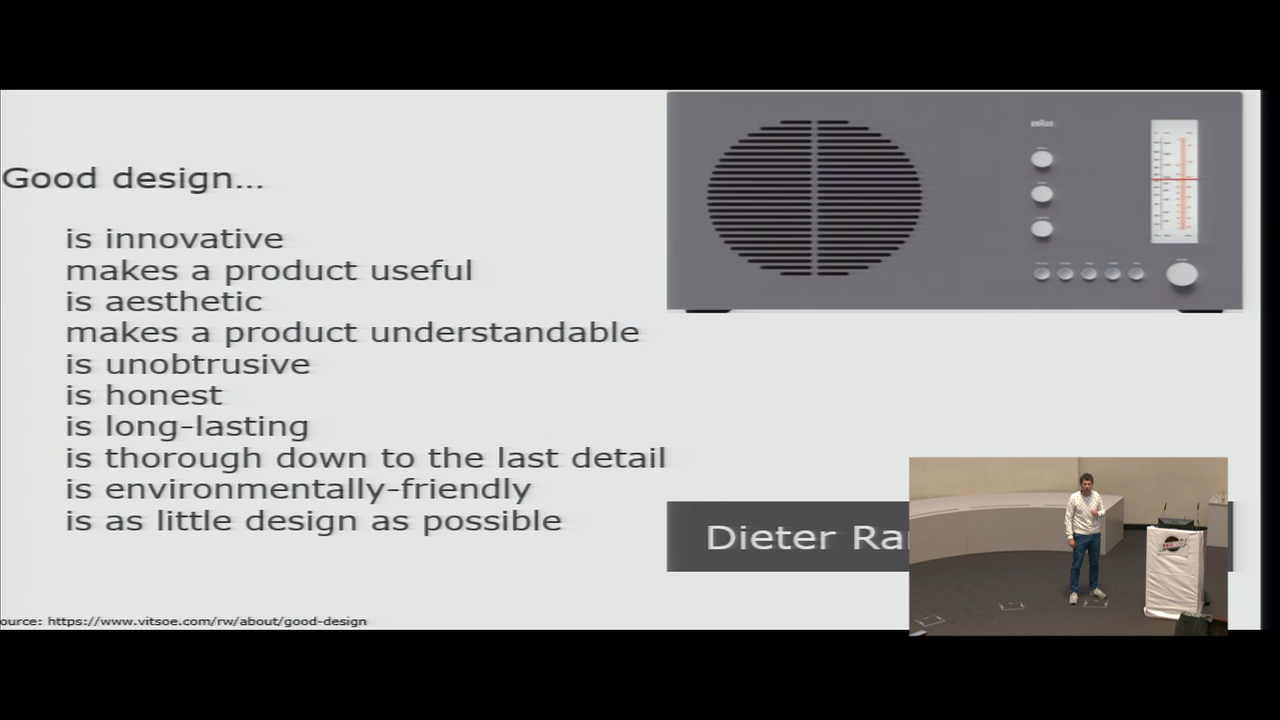 Good design...
is innovative
makes a product useful
is aesthetic
makes a product understandable
is unobtrusive
is honest
is long-lasting
is thorough down to the last detail
is environmentally-friendly
is as little design as possible
BRAUN
Dieter Ra
ource: https://www.vitsoe.com/rw/about/good-design